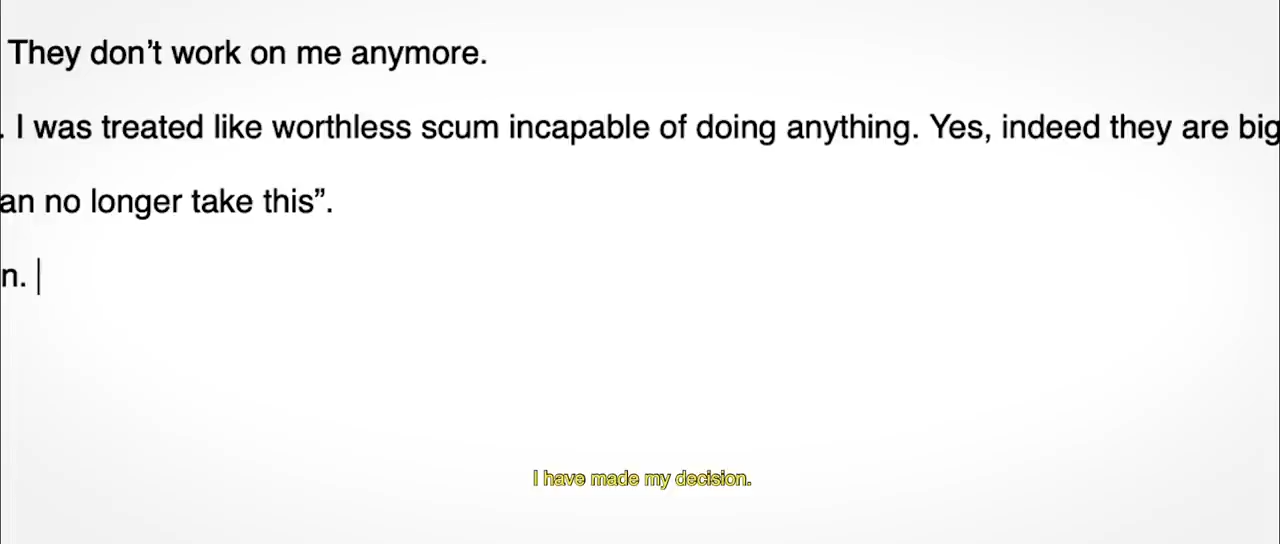 They don’t work on me anymore.
. I was treated like worthless scum incapable of doing anything. Yes, indeed they are big
an no longer take this”.
n.
I have made my decision.